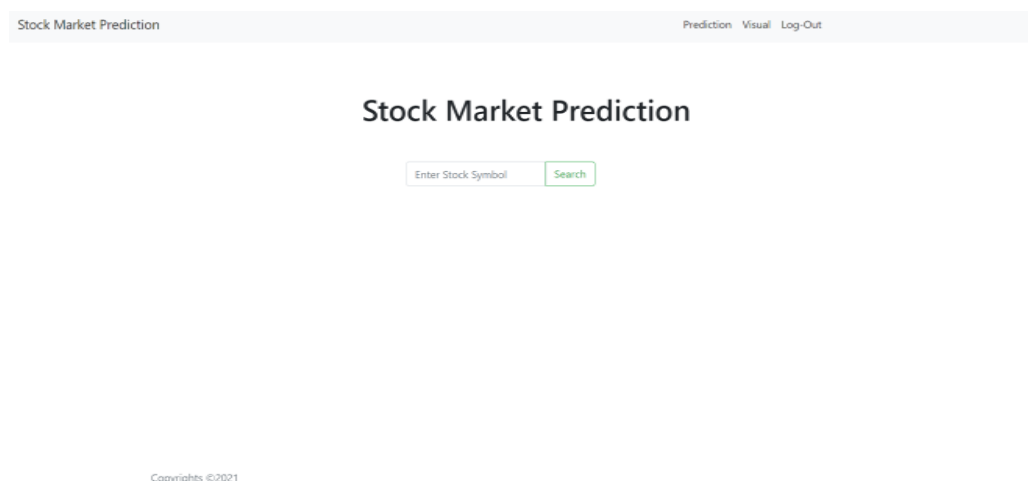 Stock Market Prediction
Prediction Visual Log-Out
Stock Market Prediction
Enter Stock Symbol Search
Copyrights ©2021